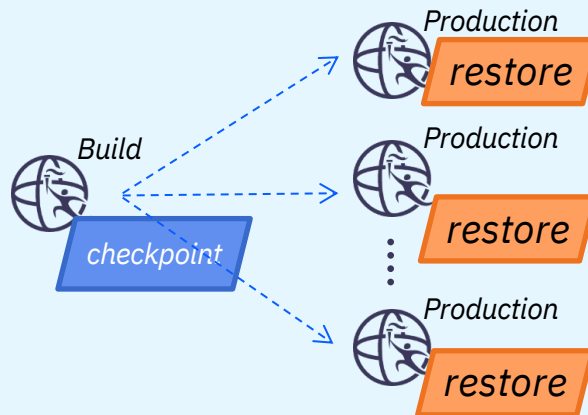 Production
restore
Build
checkpoint
Production
restore
Production
restore